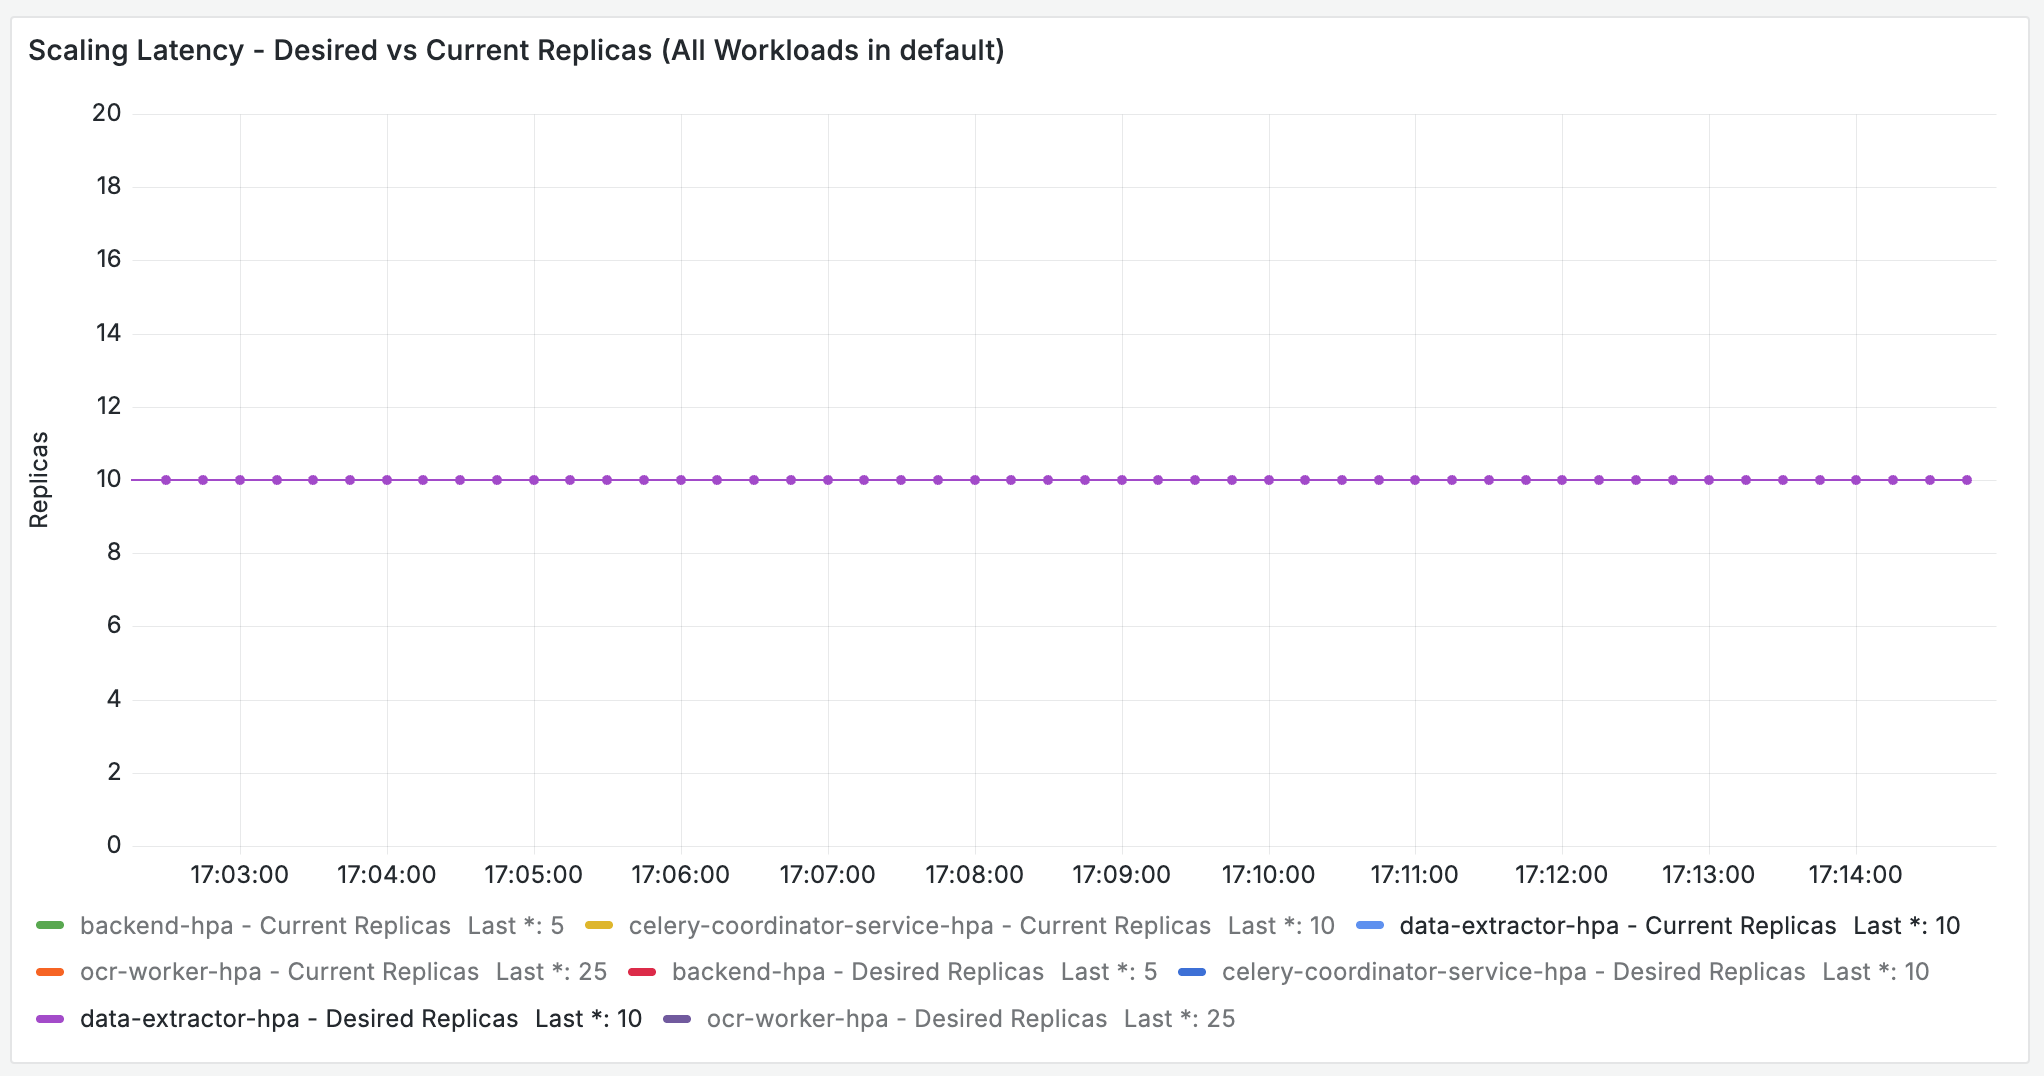 Scaling Latency - Desired vs Current Replicas (All Workloads in default)
20
18
16
14
12
10
8
6
4
2
0
Replicas
17:03:00 17:04:00 17:05:00 17:06:00 17:07:00 17:08:00 17:09:00 17:10:00 17:11:00 17:12:00 17:13:00 17:14:00
backend-hpa - Current Replicas Last *: 5 celery-coordinator-service-hpa - Current Replicas Last *: 10 data-extractor-hpa - Current Replicas Last *: 10
ocr-worker-hpa - Current Replicas Last *: 25 backend-hpa - Desired Replicas Last *: 5 celery-coordinator-service-hpa - Desired Replicas Last *: 10
data-extractor-hpa - Desired Replicas Last *: 10 ocr-worker-hpa - Desired Replicas Last *: 25